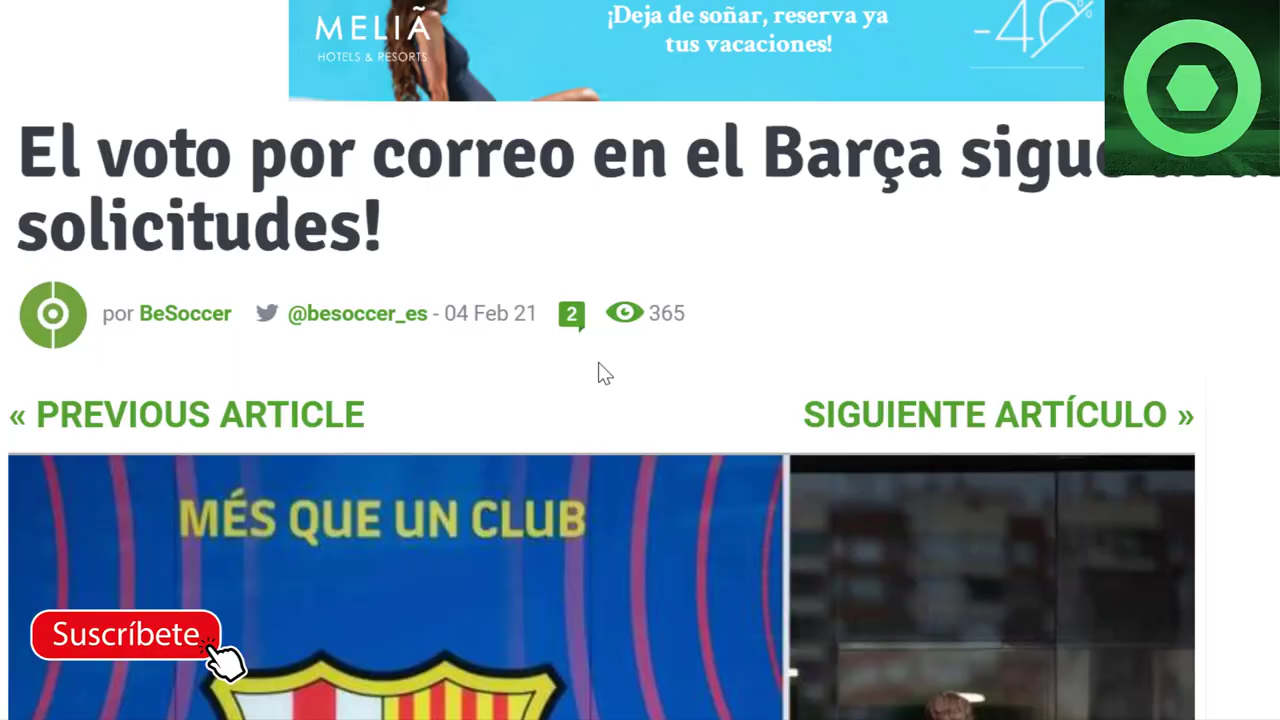 MELIÃ
HOTELS & RESORTS
¡Deja de soñar, reserva ya
tus vacaciones!
-40%
El voto por correo en el Barça sigue
solicitudes!
por BeSoccer @besoccer_es - 04 Feb 21 2 365
« PREVIOUS ARTICLE
SIGUIENTE ARTÍCULO »
MÉS QUE UN CLUB
Suscríbete